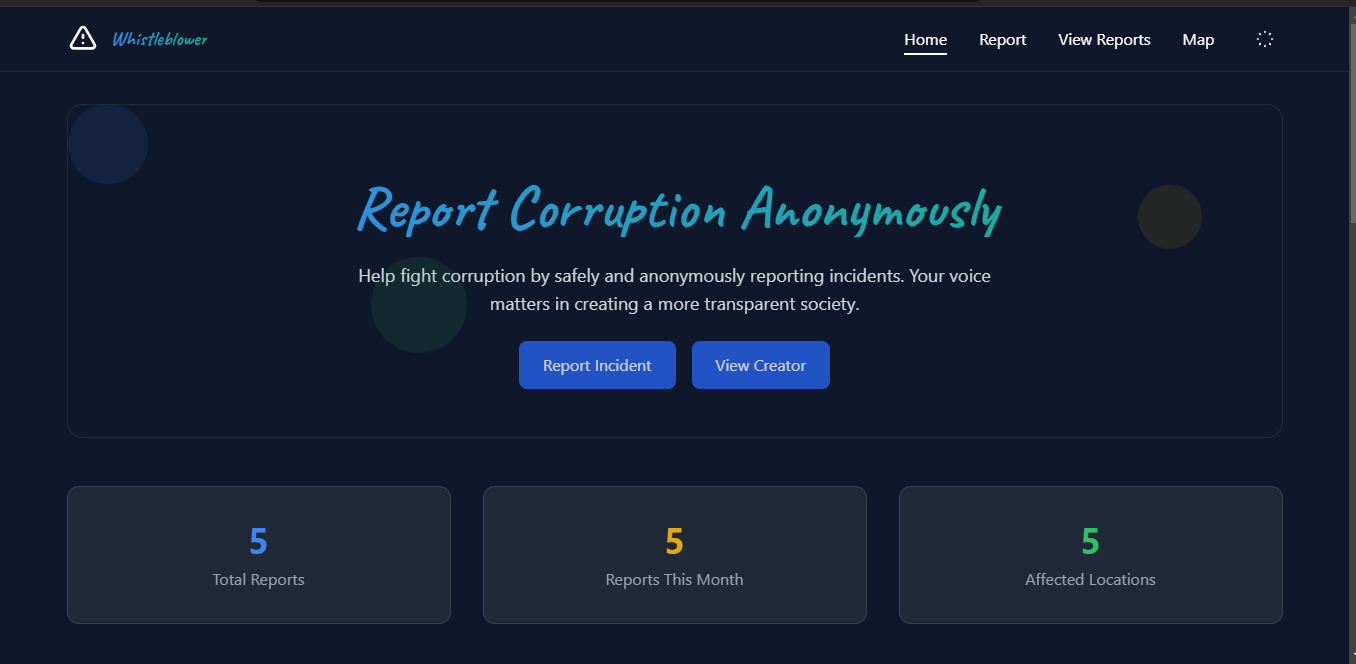 Whistleblower
Home
Report
View Reports
Map
Report Corruption Anonymously
Help fight corruption by safely and anonymously reporting incidents. Your voice
matters in creating a more transparent society.
Report Incident
View Creator
5
Total Reports
5
Reports This Month
5
Affected Locations